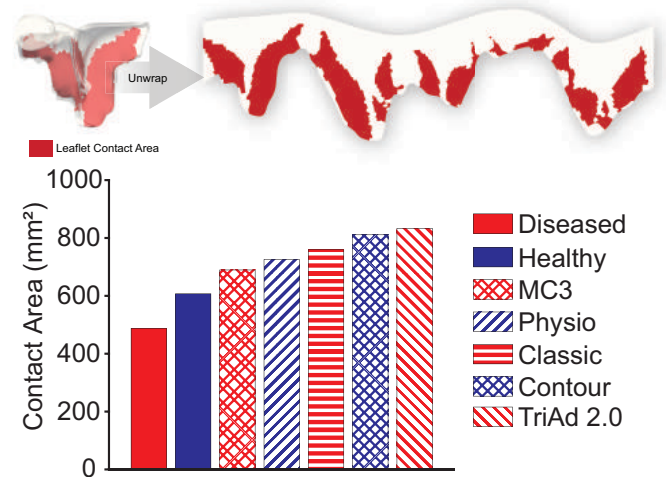 Unwrap
Leaflet Contact Area
Contact Area (mm²)
1000
800
600
400
200
0
Diseased
Healthy
MC3
Physio
Classic
Contour
TriAd 2.0